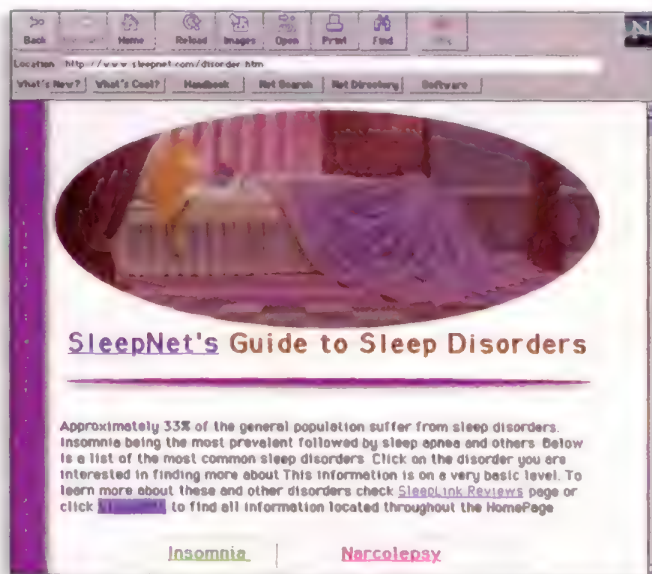 Back Home Reload Images Open Print Find
Location: http://www.sleepnet.com/disorder.htm
What's New? What's Cool? Handbook Net Search Net Directory Software
N
SleepNet's Guide to Sleep Disorders
Approximately 33% of the general population suffer from sleep disorders.
Insomnia being the most prevalent followed by sleep apnea and others Below
is a list of the most common sleep disorders Click on the disorder you are
interested in finding more about This information is on a very basic level. To
learn more about these and other disorders check SleepLink Reviews page or
click to find all information located throughout the HomePage
Insomnia Narcolepsy